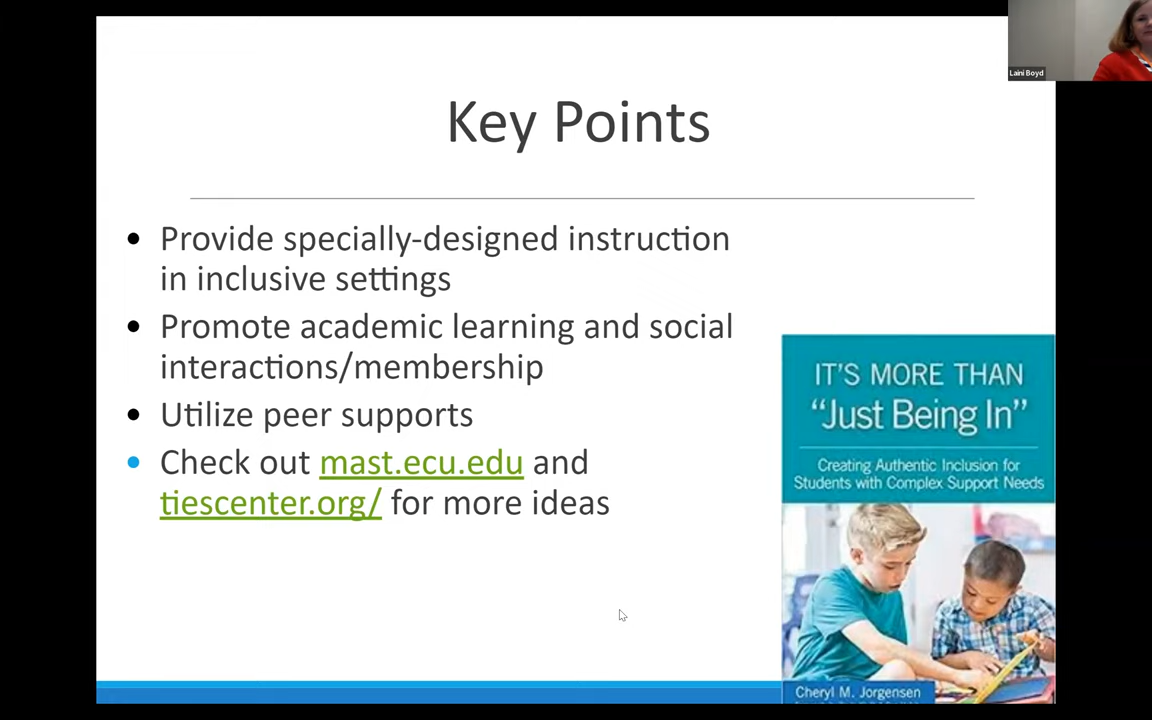 Laini Boyd
Key Points
• Provide specially-designed instruction
in inclusive settings
• Promote academic learning and social
interactions/membership
• Utilize peer supports
• Check out mast.ecu.edu and
tiescenter.org/ for more ideas
IT'S MORE THAN
"Just Being In"
Creating Authentic Inclusion for
Students with Complex Support Needs
Cheryl M. Jorgensen